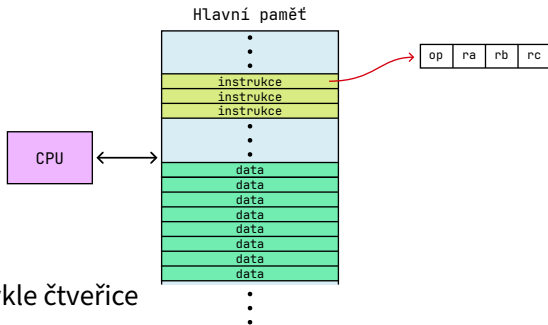 Hlavní paměť
instrukce
op ra rb rc
instrukce
instrukce
CPU
data
data
data
data
data
data
data
data
čtveřice